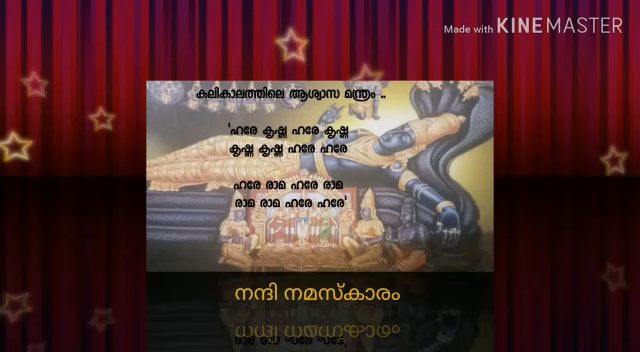 Made with KINEMASTER
കലികാലത്തിലെ ആശ്വാസ മന്ത്രം ..
'ഹരേ കൃഷ്ണ ഹരേ കൃഷ്ണ
കൃഷ്ണ കൃഷ്ണ ഹരേ ഹരേ
ഹരേ രാമ ഹരേ രാമ
രാമ രാമ ഹരേ ഹരേ'
നന്ദി നമസ്കാരം